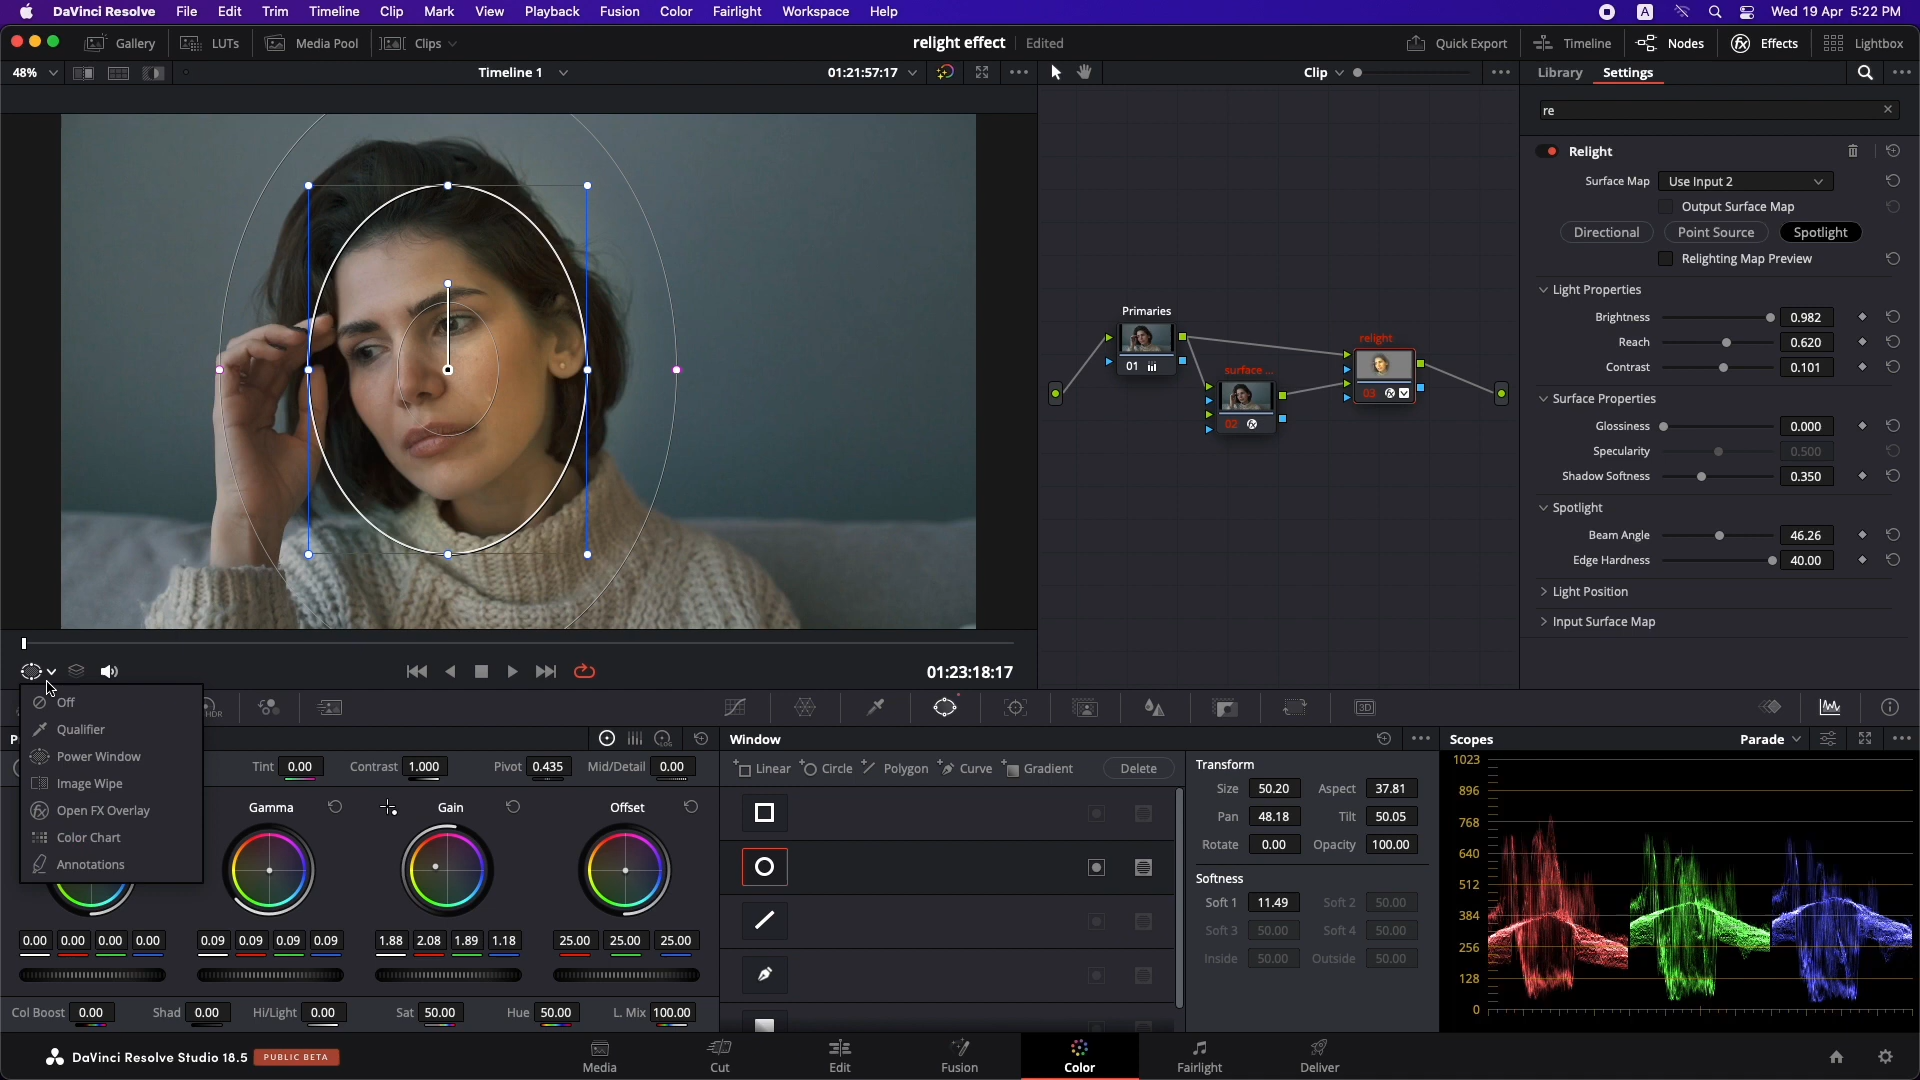 DaVinci Resolve File Edit Trim Timeline Clip Mark View Playback Fusion Color Fairlight Workspace Help A Wed 19 Apr 5:22 PM
Gallery LUTs Media Pool Clips relight effect Edited Quick Export Timeline Nodes Effects Lightbox
48% Timeline 1 01:21:57:17 Clip Library Settings
re
Relight
Surface Map Use Input 2
Output Surface Map
Directional Point Source Spotlight
Relighting Map Preview
Light Properties
Brightness 0.982
Reach 0.620
Contrast 0.101
Surface Properties
Glossiness 0.000
Specularity 0.500
Shadow Softness 0.350
Spotlight
Beam Angle 46.26
Edge Hardness 40.00
Light Position
Input Surface Map
Primaries
01
surface ...
02
relight
03
01:23:18:17
Off
Qualifier
Power Window
Image Wipe
Open FX Overlay
Color Chart
Annotations
HDR
LOG
3D
Tint 0.00 Contrast 1.000 Pivot 0.435 Mid/Detail 0.00
Gamma Gain Offset
0.00 0.00 0.00 0.00 0.09 0.09 0.09 0.09 1.88 2.08 1.89 1.18 25.00 25.00 25.00
Col Boost 0.00 Shad 0.00 Hi/Light 0.00 Sat 50.00 Hue 50.00 L. Mix 100.00
Window
Linear Circle Polygon Curve Gradient Delete
Transform
Size 50.20 Aspect 37.81
Pan 48.18 Tilt 50.05
Rotate 0.00 Opacity 100.00
Softness
Soft 1 11.49 Soft 2 50.00
Soft 3 50.00 Soft 4 50.00
Inside 50.00 Outside 50.00
Scopes Parade
1023
896
768
640
512
384
256
128
0
DaVinci Resolve Studio 18.5 PUBLIC BETA
Media Cut Edit Fusion Color Fairlight Deliver